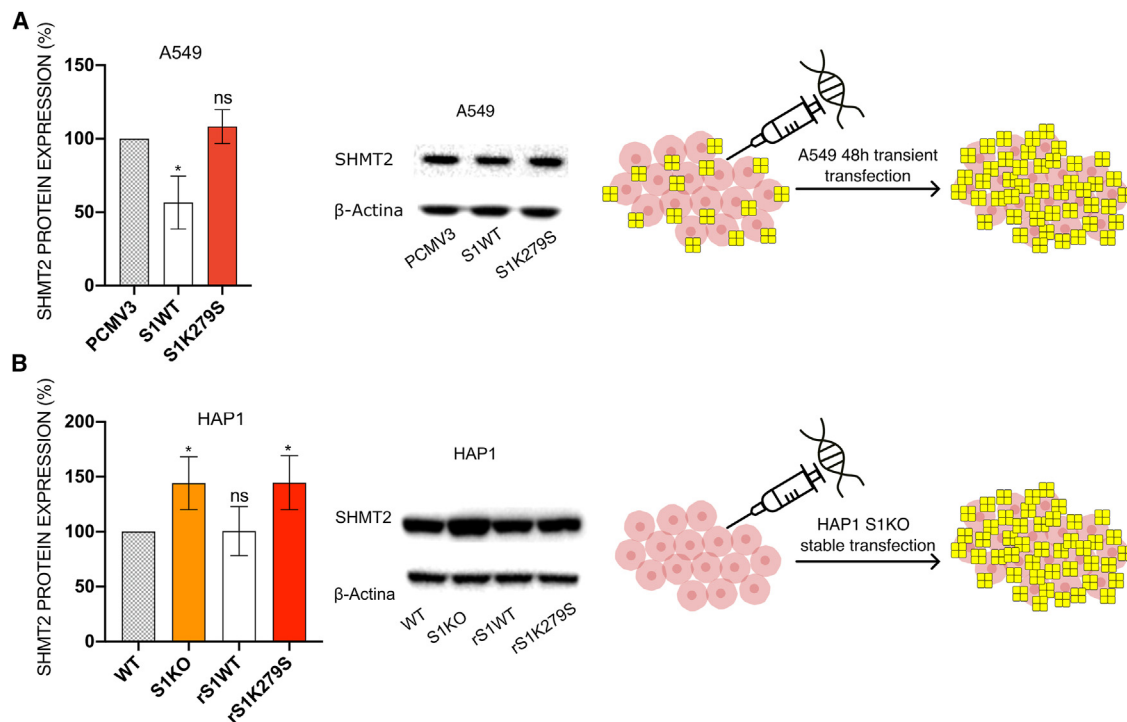 A
A549
SHMT2 PROTEIN EXPRESSION (%)
150
100
50
0
*
ns
PCMV3
S1WT
S1K279S
A549
SHMT2
β-Actina
PCMV3
S1WT
S1K279S
A549 48h transient
transfection
B
HAP1
SHMT2 PROTEIN EXPRESSION (%)
200
150
100
50
0
*
ns
*
WT
S1KO
rS1WT
rS1K279S
HAP1
SHMT2
β-Actina
WT
S1KO
rS1WT
rS1K279S
HAP1 S1KO
stable transfection